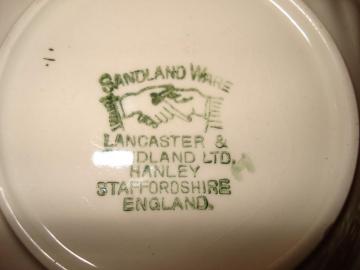 SANDLAND WARE
LANCASTER &
SANDLAND LTD.
HANLEY
STAFFORDSHIRE
ENGLAND.